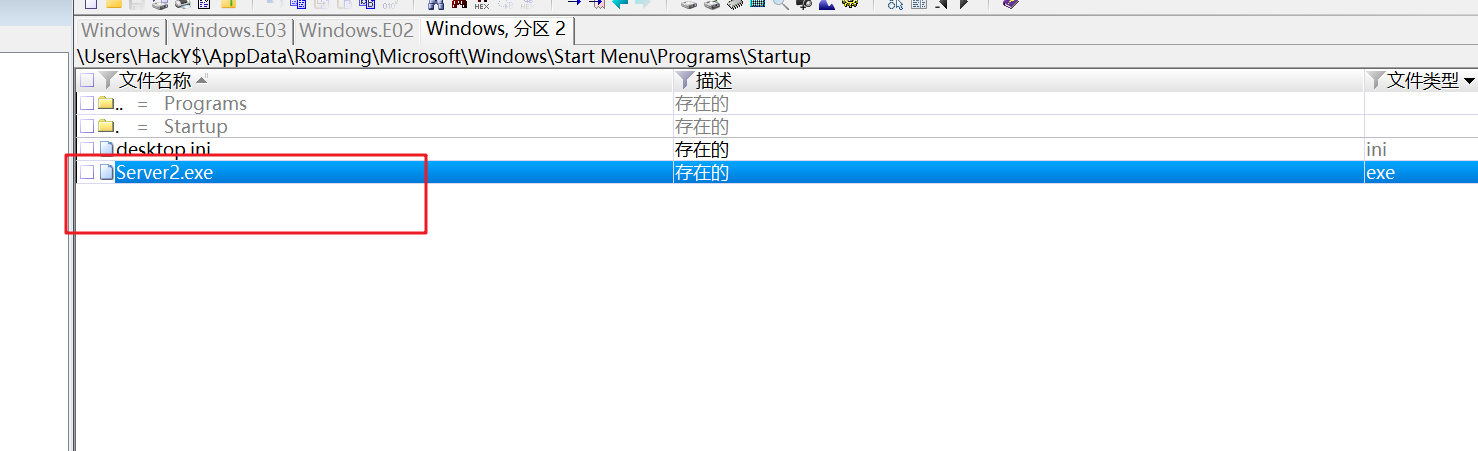 Windows Windows.E03 Windows.E02 Windows, 分区 2
\Users\HackY$\AppData\Roaming\Microsoft\Windows\Start Menu\Programs\Startup
文件名称 描述 文件类型
.. = Programs 存在的
. = Startup 存在的
desktop.ini 存在的 ini
Server2.exe 存在的 exe